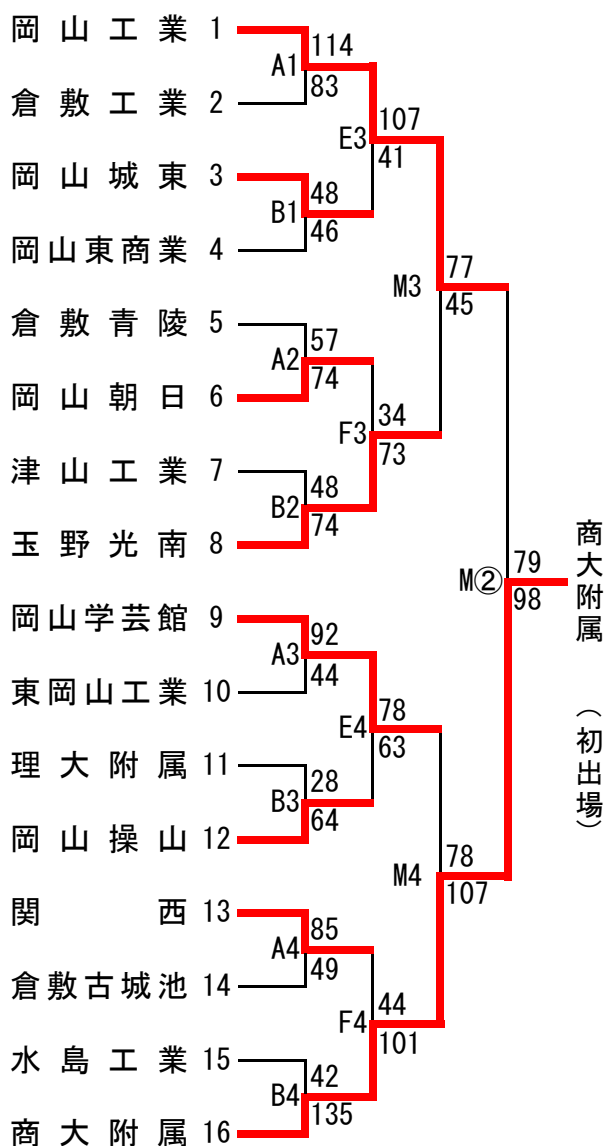 岡山工業 1
114
A1
83
倉敷工業 2
107
E3
41
岡山城東 3
48
B1
46
岡山東商業 4
77
M3
45
倉敷青陵 5
57
A2
74
岡山朝日 6
34
F3
73
津山工業 7
48
B2
74
玉野光南 8
79
M②
98
商大附属 (初出場)
岡山学芸館 9
92
A3
44
東岡山工業 10
78
E4
63
理大附属 11
28
B3
64
岡山操山 12
78
M4
107
関西 13
85
A4
49
倉敷古城池 14
44
F4
101
水島工業 15
42
B4
135
商大附属 16